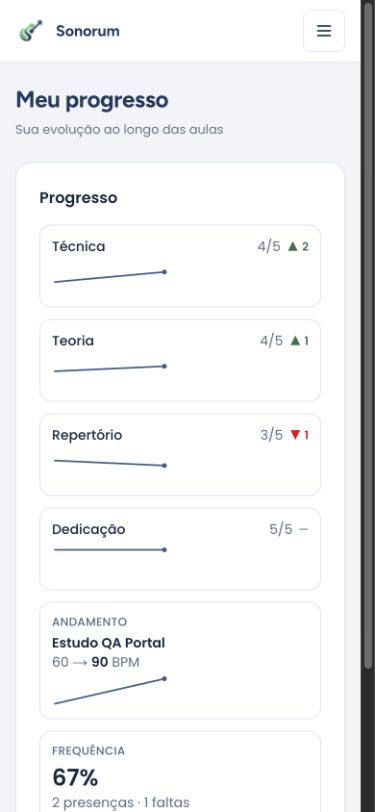 Sonorum
Meu progresso
Sua evolução ao longo das aulas
Progresso
Técnica 4/5 ▲ 2
Teoria 4/5 ▲ 1
Repertório 3/5 ▼ 1
Dedicação 5/5 —
ANDAMENTO
Estudo QA Portal
60 → 90 BPM
FREQUÊNCIA
67%
2 presenças · 1 faltas